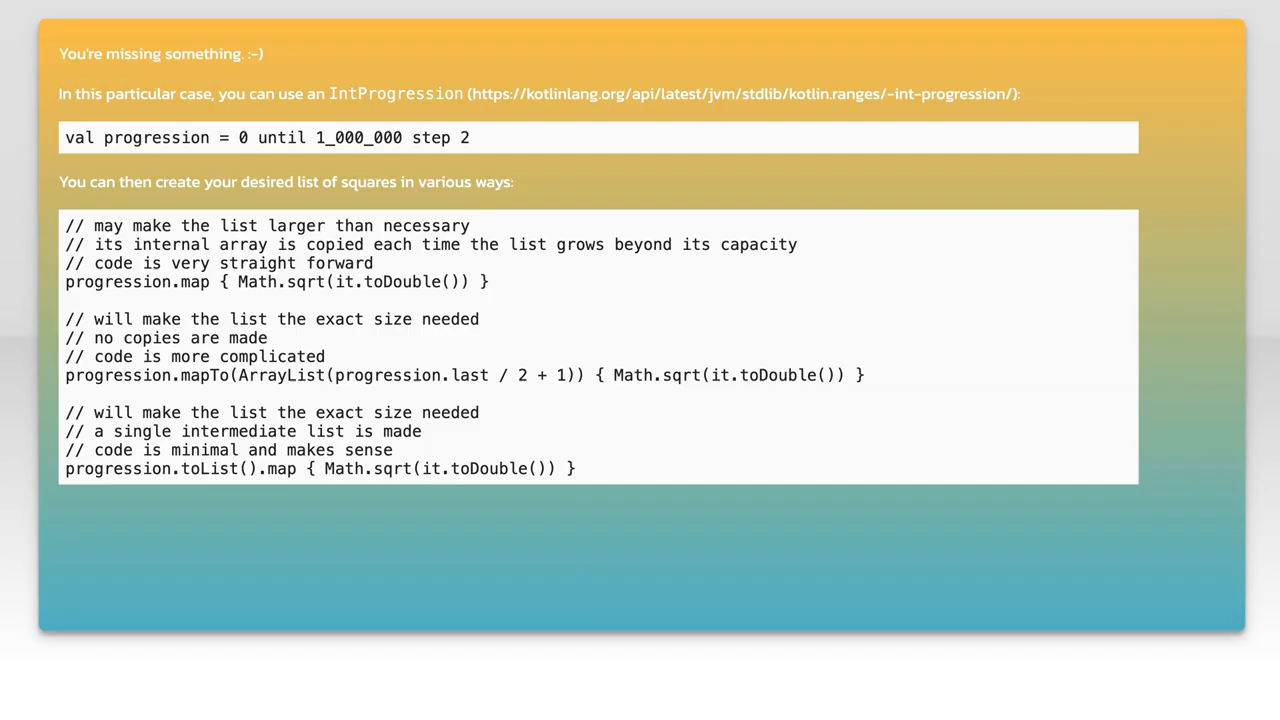 You're missing something. :-)
In this particular case, you can use an IntProgression (https://kotlinlang.org/api/latest/jvm/stdlib/kotlin.ranges/-int-progression/):
val progression = 0 until 1_000_000 step 2
You can then create your desired list of squares in various ways:
// may make the list larger than necessary
// its internal array is copied each time the list grows beyond its capacity
// code is very straight forward
progression.map { Math.sqrt(it.toDouble()) }
// will make the list the exact size needed
// no copies are made
// code is more complicated
progression.mapTo(ArrayList(progression.last / 2 + 1)) { Math.sqrt(it.toDouble()) }
// will make the list the exact size needed
// a single intermediate list is made
// code is minimal and makes sense
progression.toList().map { Math.sqrt(it.toDouble()) }